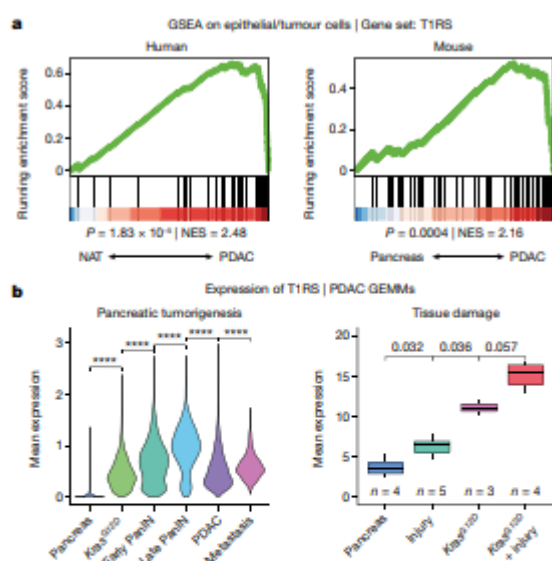 a
GSEA on epithelial/tumour cells | Gene set: T1RS
Human
Mouse
Running enrichment score
0.6
0.4
0.2
0
P = 1.83 × 10⁻⁶ | NES = 2.48
NAT PDAC
Running enrichment score
0.4
0.2
0
P = 0.0004 | NES = 2.16
Pancreas PDAC
b
Expression of T1RS | PDAC GEMMs
Pancreatic tumorigenesis
Mean expression
3
2
1
0
**** **** **** **** ****
Pancreas
Kras^G12D
Early PanIN
Late PanIN
PDAC
Metastasis
Tissue damage
Mean expression
20
15
10
5
0
0.032 0.036 0.057
n = 4 n = 5 n = 3 n = 4
Pancreas
Injury
Kras^G12D
Kras^G12D
+ injury